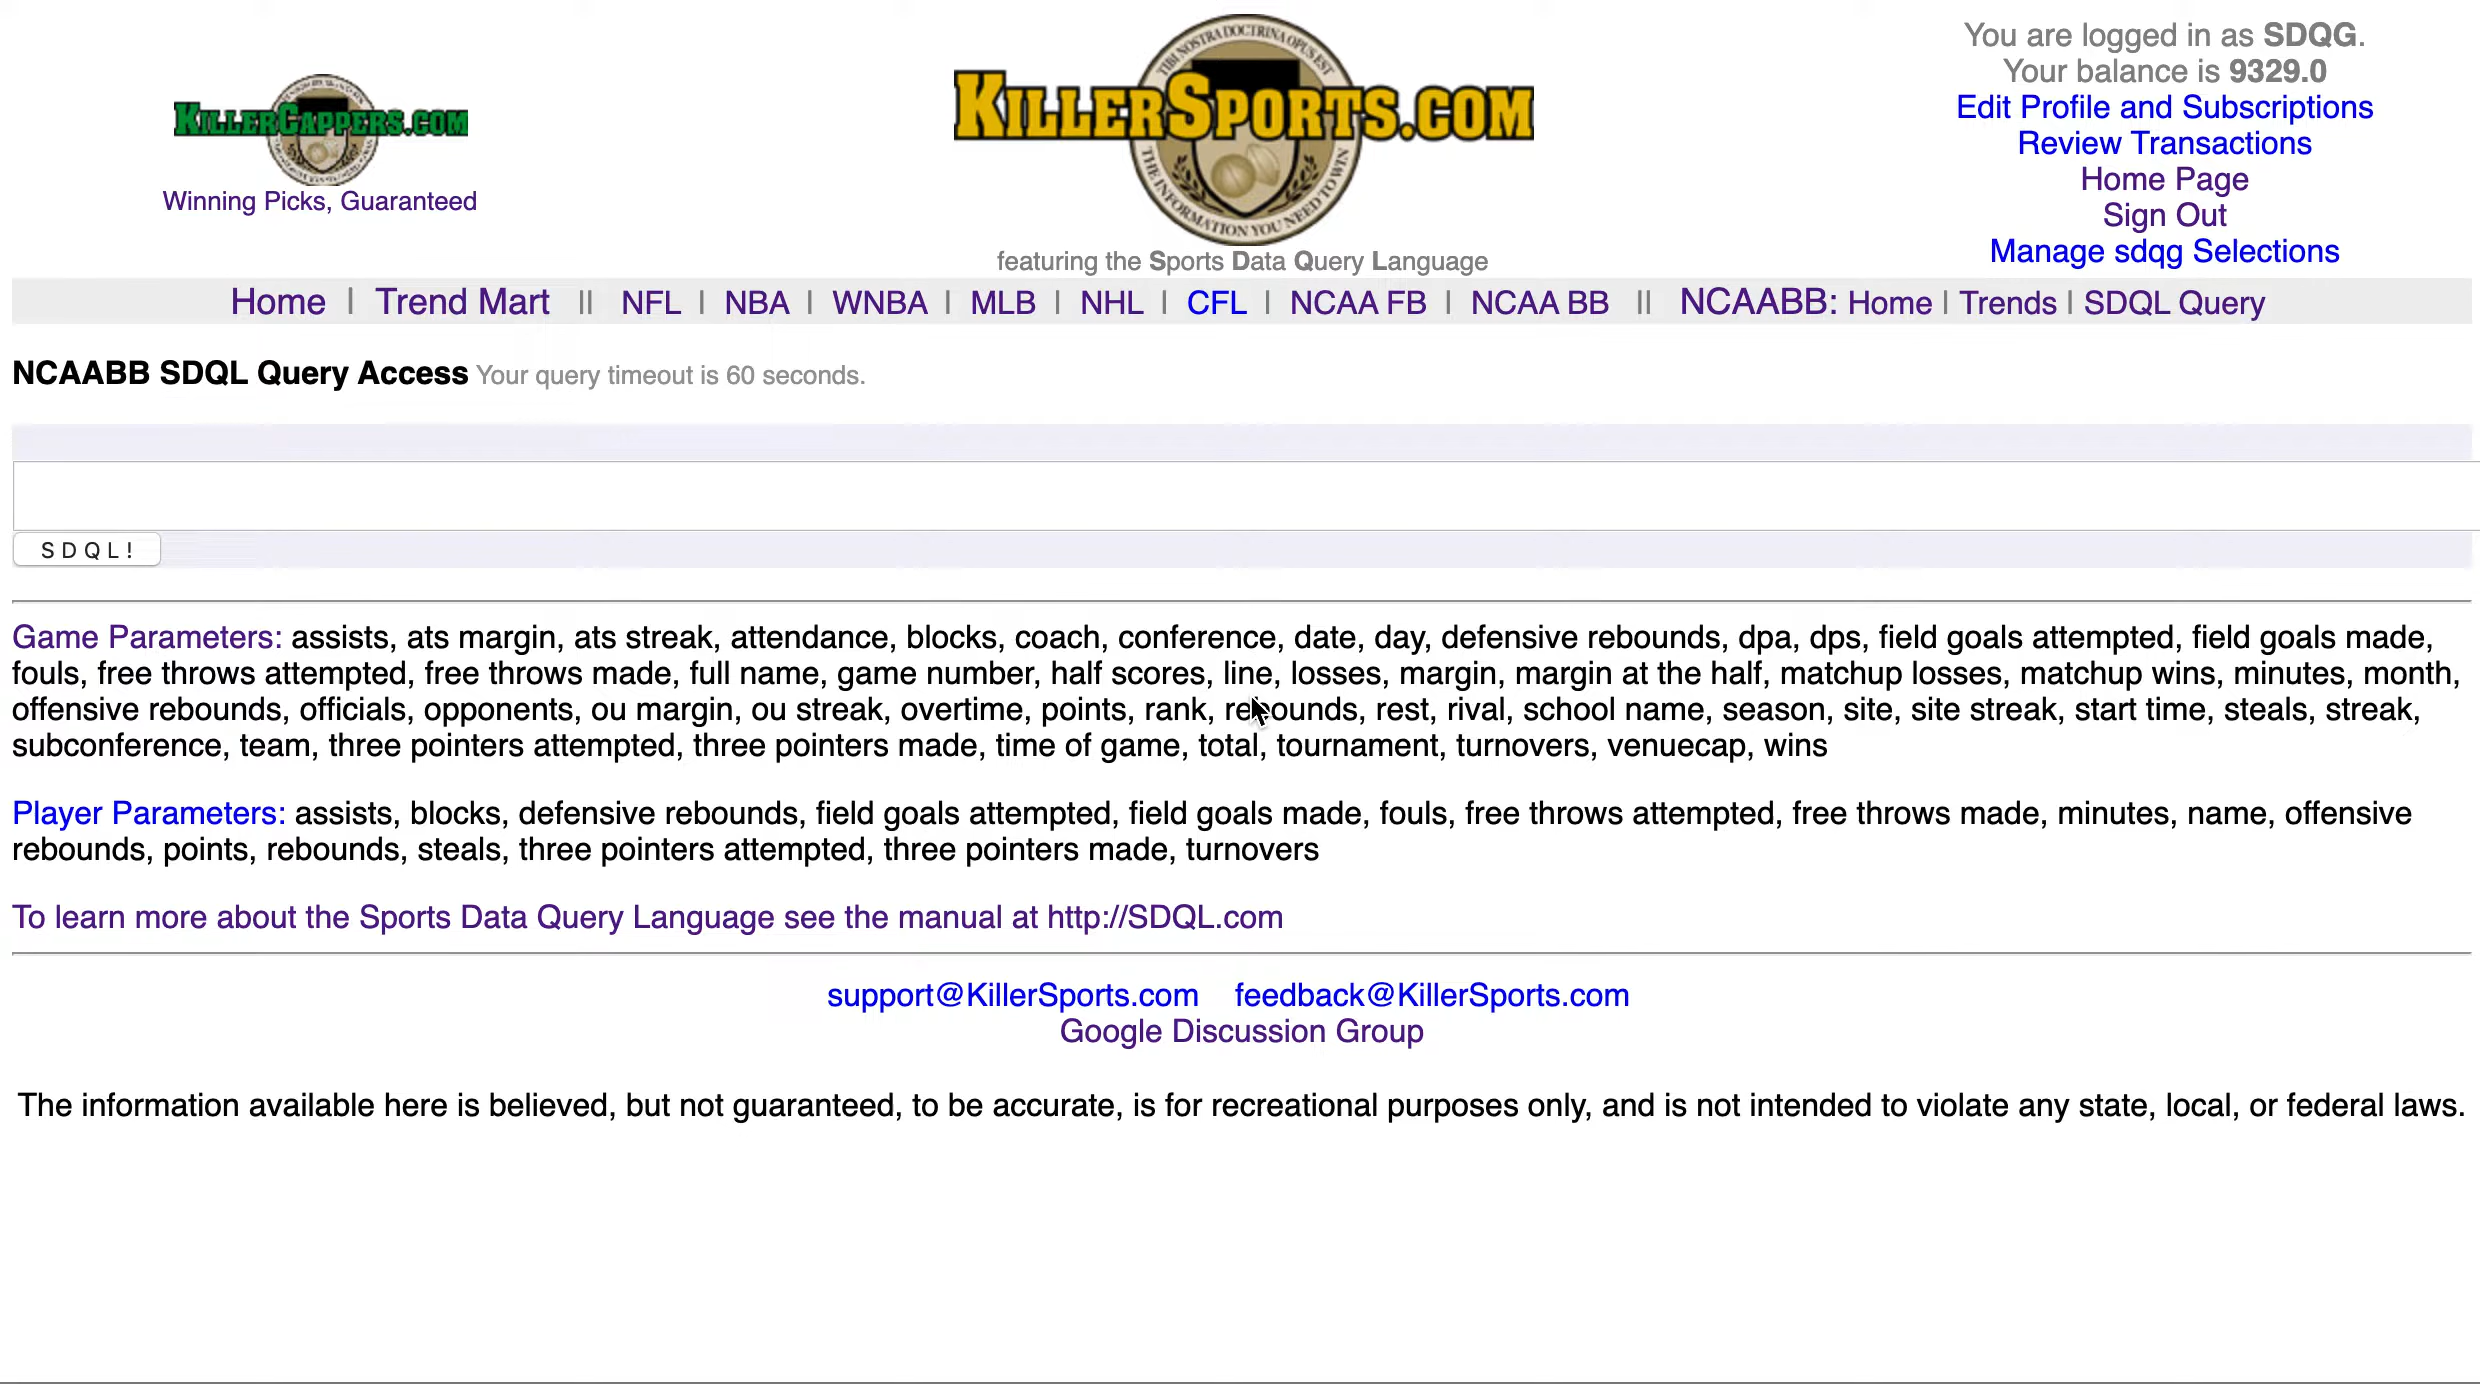 KILLERCAPPERS.COM
Winning Picks, Guaranteed
TIBI NOSTRA DOCTRINA OPUS EST
KILLERSPORTS.COM
THE INFORMATION YOU NEED TO WIN
featuring the Sports Data Query Language
You are logged in as SDQG.
Your balance is 9329.0
Edit Profile and Subscriptions
Review Transactions
Home Page
Sign Out
Manage sdqg Selections
Home | Trend Mart || NFL | NBA | WNBA | MLB | NHL | CFL | NCAA FB | NCAA BB || NCAABB: Home | Trends | SDQL Query
NCAABB SDQL Query Access Your query timeout is 60 seconds.
S D Q L !
Game Parameters: assists, ats margin, ats streak, attendance, blocks, coach, conference, date, day, defensive rebounds, dpa, dps, field goals attempted, field goals made,
fouls, free throws attempted, free throws made, full name, game number, half scores, line, losses, margin, margin at the half, matchup losses, matchup wins, minutes, month,
offensive rebounds, officials, opponents, ou margin, ou streak, overtime, points, rank, rebounds, rest, rival, school name, season, site, site streak, start time, steals, streak,
subconference, team, three pointers attempted, three pointers made, time of game, total, tournament, turnovers, venuecap, wins
Player Parameters: assists, blocks, defensive rebounds, field goals attempted, field goals made, fouls, free throws attempted, free throws made, minutes, name, offensive
rebounds, points, rebounds, steals, three pointers attempted, three pointers made, turnovers
To learn more about the Sports Data Query Language see the manual at http://SDQL.com
support@KillerSports.com feedback@KillerSports.com
Google Discussion Group
The information available here is believed, but not guaranteed, to be accurate, is for recreational purposes only, and is not intended to violate any state, local, or federal laws.